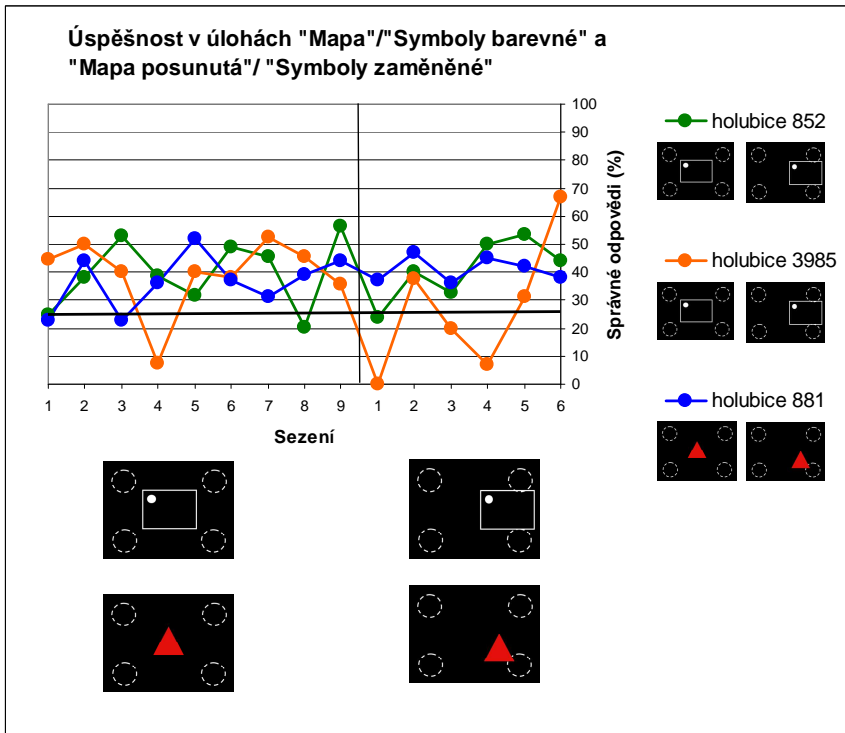 Úspěšnost v úlohách "Mapa"/"Symboly barevné" a
"Mapa posunutá"/ "Symboly zaměněné"
100
90
80
70
60
50
40
30
20
10
0
Správné odpovědi (%)
1 2 3 4 5 6 7 8 9 1 2 3 4 5 6
Sezení
holubice 852
holubice 3985
holubice 881